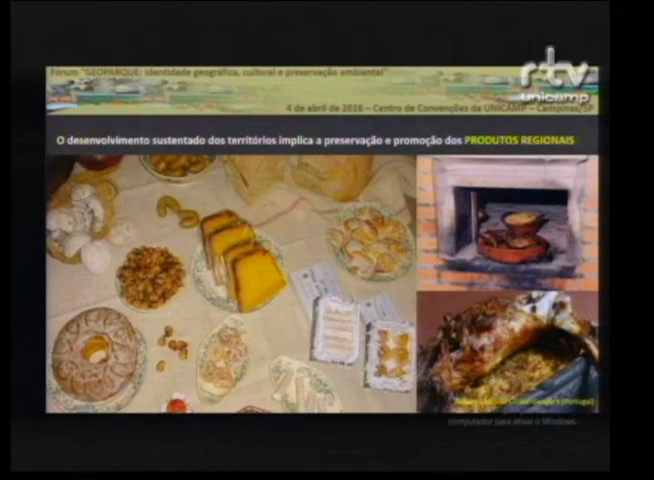 rtv
unicamp
Fórum "GEOPARQUE: Identidade geográfica, cultural e preservação ambiental"
4 de abril de 2016 – Centro de Convenções da UNICAMP – Campinas/SP
O desenvolvimento sustentado dos territórios implica a preservação e promoção dos PRODUTOS REGIONAIS
(Portugal)
computador para ativar o Windows.